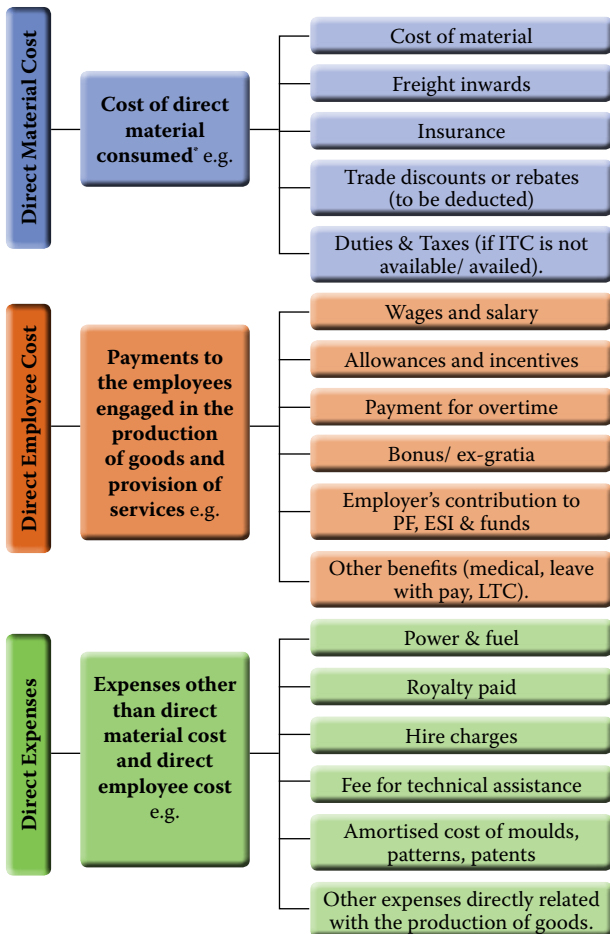 Direct Material Cost
Cost of direct
material
consumed* e.g.
Cost of material
Freight inwards
Insurance
Trade discounts or rebates
(to be deducted)
Duties & Taxes (if ITC is not
available/ availed).
Direct Employee Cost
Payments to
the employees
engaged in the
production
of goods and
provision of
services e.g.
Wages and salary
Allowances and incentives
Payment for overtime
Bonus/ ex-gratia
Employer's contribution to
PF, ESI & funds
Other benefits (medical, leave
with pay, LTC).
Direct Expenses
Expenses other
than direct
material cost
and direct
employee cost
e.g.
Power & fuel
Royalty paid
Hire charges
Fee for technical assistance
Amortised cost of moulds,
patterns, patents
Other expenses directly related
with the production of goods.